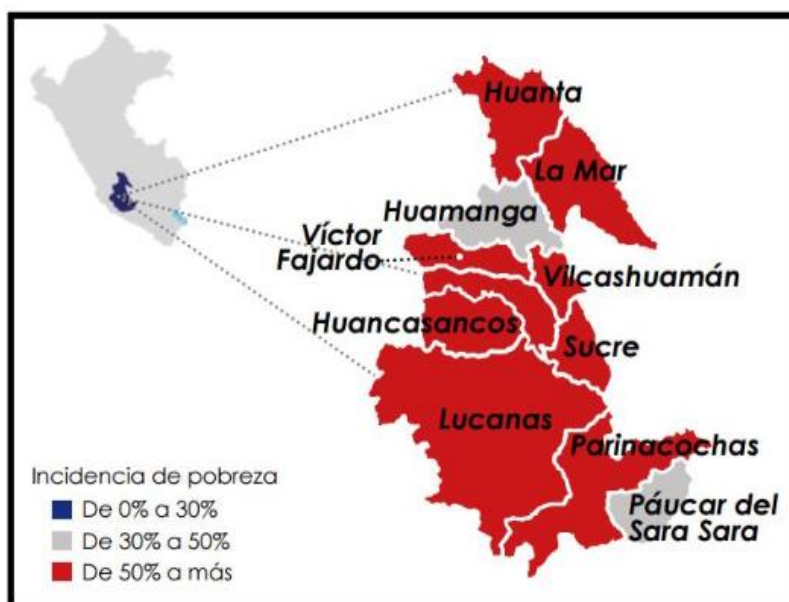 Huanta
La Mar
Huamanga
Víctor
Fajardo
Vilcashuamán
Huancasancos
Sucre
Lucanas
Parinacochas
Páucar del
Sara Sara
Incidencia de pobreza
De 0% a 30%
De 30% a 50%
De 50% a más